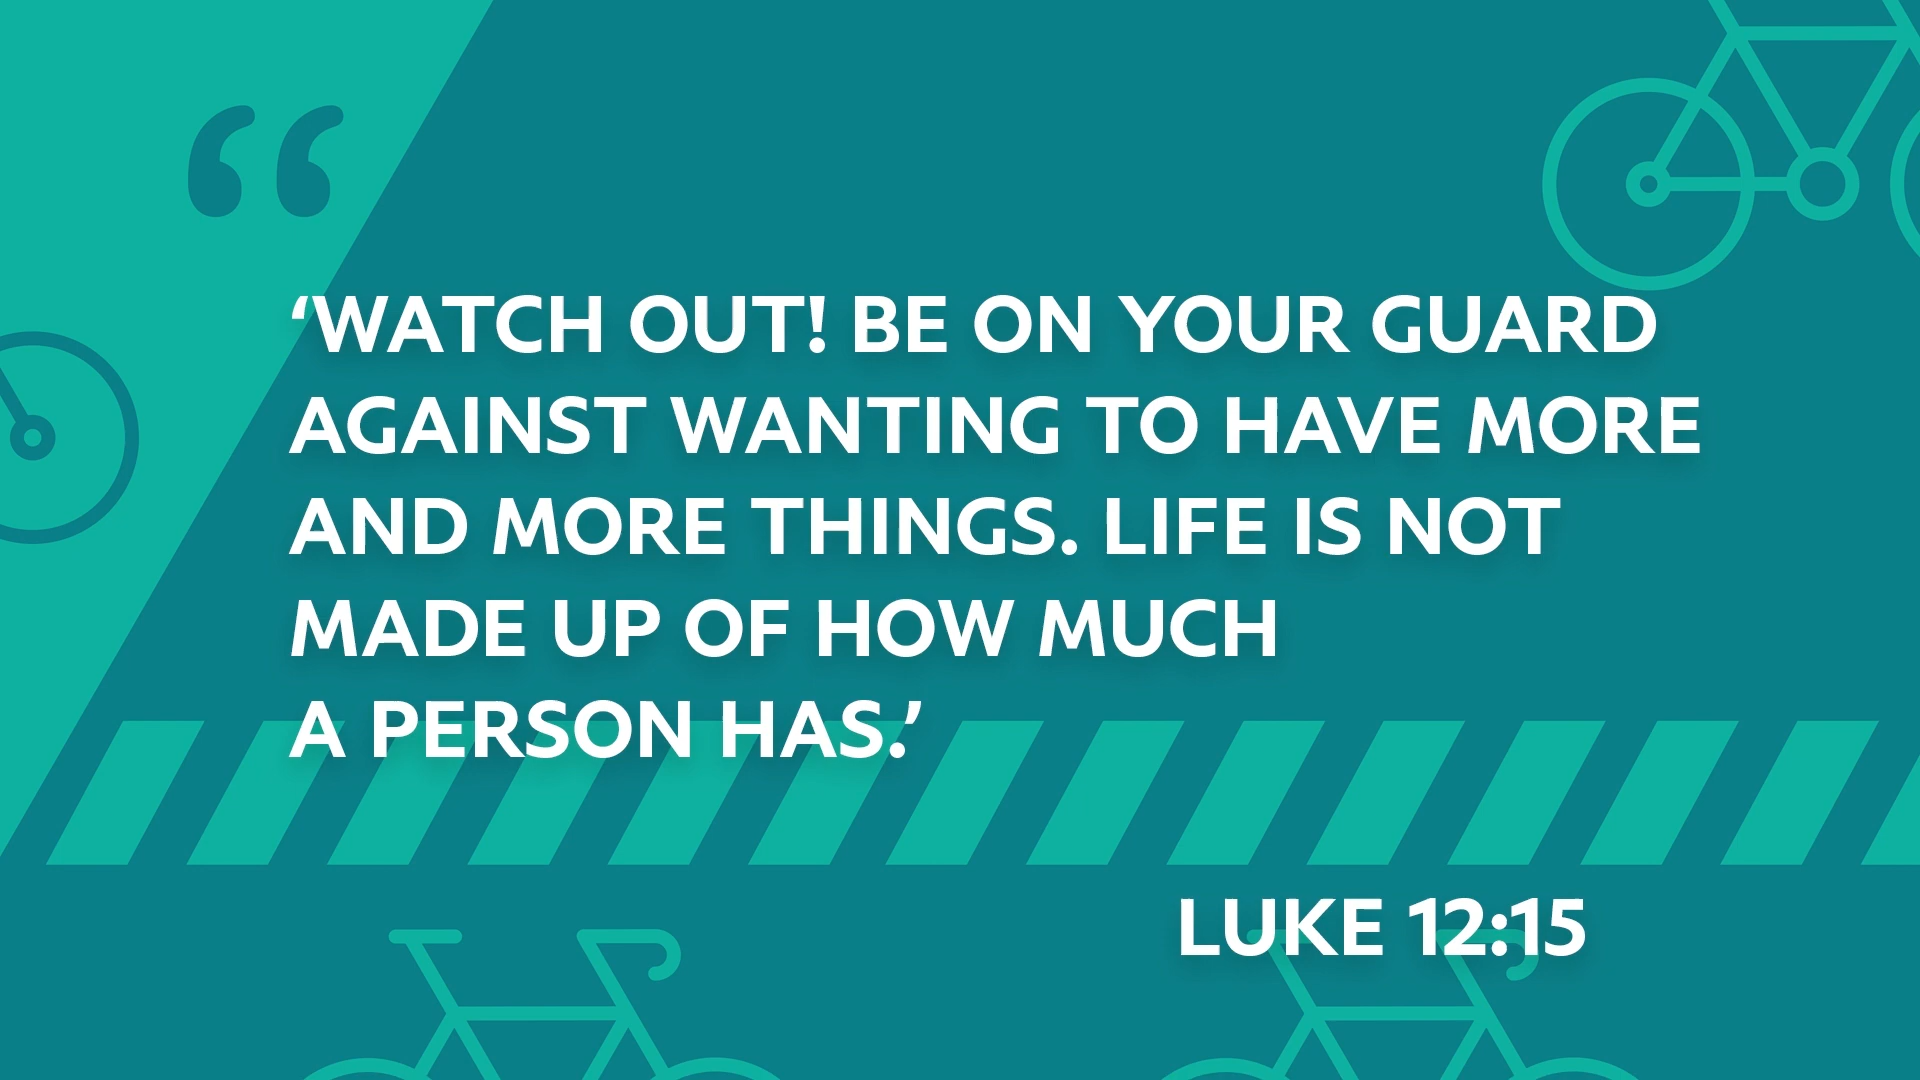 “
‘WATCH OUT! BE ON YOUR GUARD
AGAINST WANTING TO HAVE MORE
AND MORE THINGS. LIFE IS NOT
MADE UP OF HOW MUCH
A PERSON HAS.’
LUKE 12:15